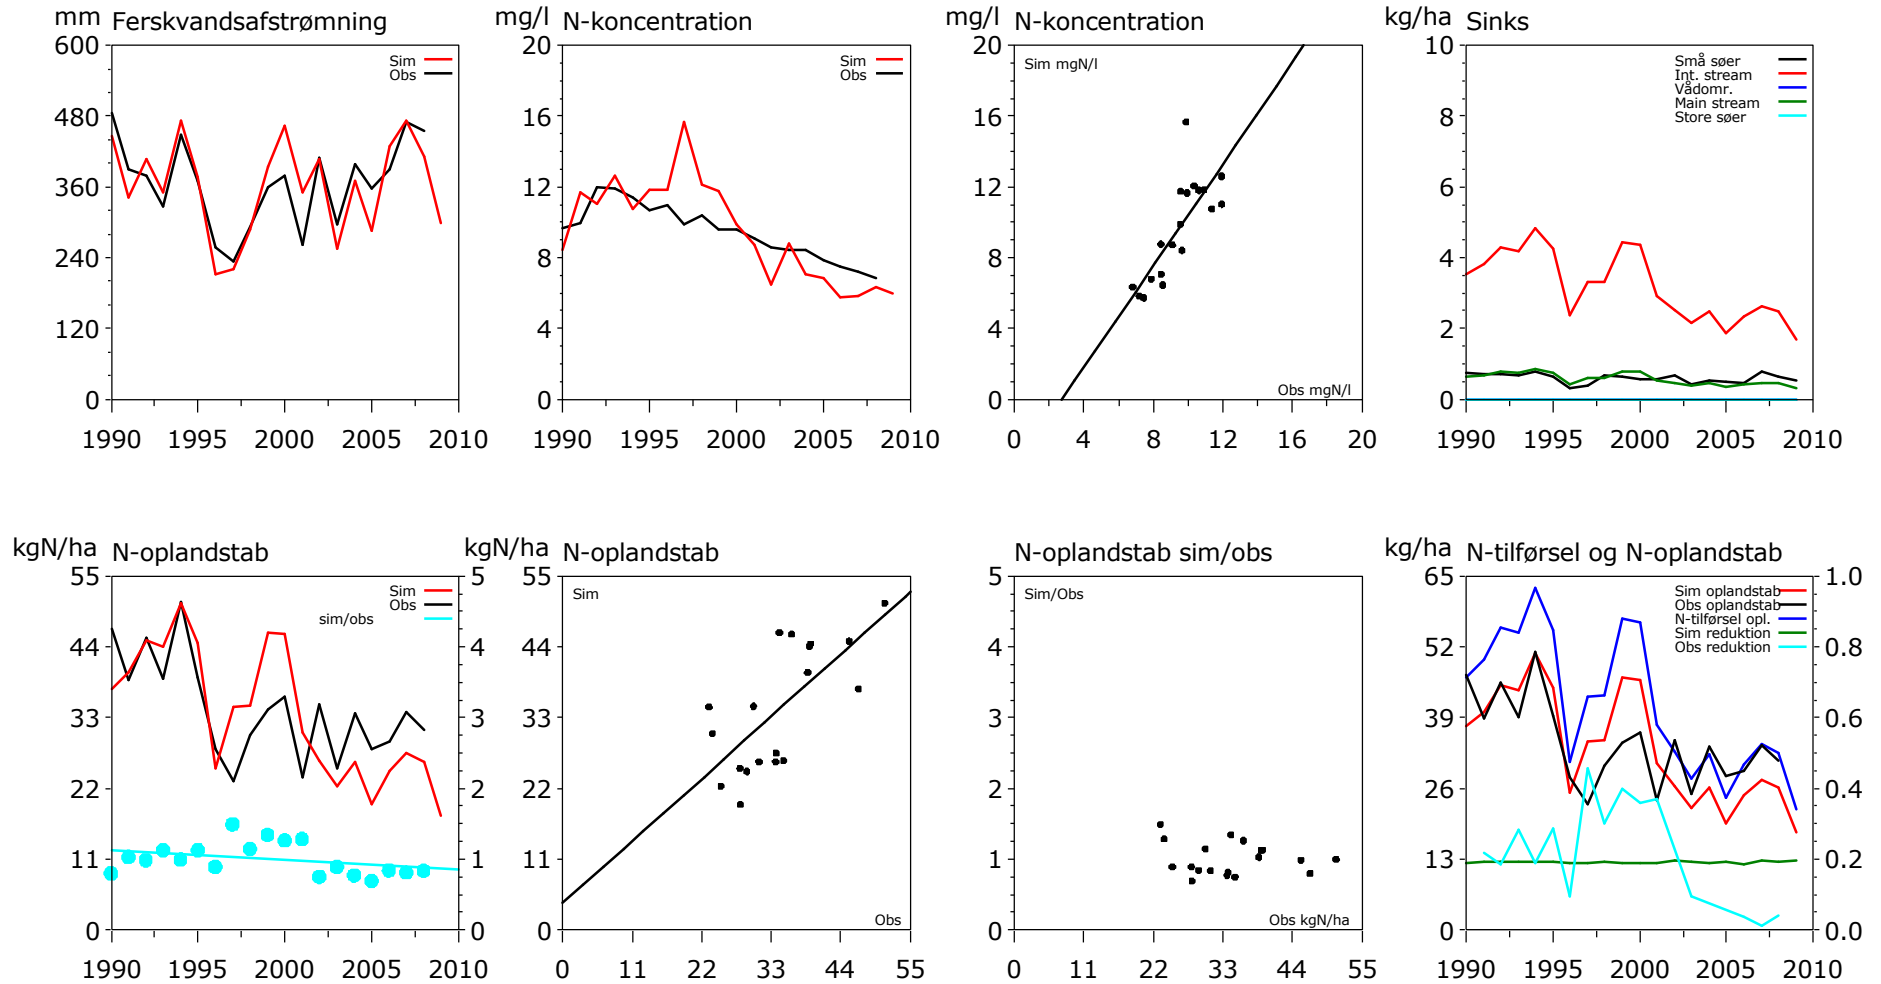 mm Ferskvandsafstrømning
600
480
360
240
120
0
1990 1995 2000 2005 2010
Sim
Obs
mg/l N-koncentration
20
16
12
8
4
0
1990 1995 2000 2005 2010
Sim
Obs
mg/l N-koncentration
20
16
12
8
4
0
0 4 8 12 16 20
Sim mgN/l
Obs mgN/l
kg/ha Sinks
10
8
6
4
2
0
1990 1995 2000 2005 2010
Små søer
Int. stream
Vådomr.
Main stream
Store søer
kgN/ha N-oplandstab
55
44
33
22
11
0
1990 1995 2000 2005 2010
Sim
Obs
sim/obs
5
4
3
2
1
0
kgN/ha N-oplandstab
55
44
33
22
11
0
0 11 22 33 44 55
Sim
Obs
N-oplandstab sim/obs
5
4
3
2
1
0
0 11 22 33 44 55
Sim/Obs
Obs kgN/ha
kg/ha N-tilførsel og N-oplandstab
65
52
39
26
13
0
1990 1995 2000 2005 2010
Sim oplandstab
Obs oplandstab
N-tilførsel opl.
Sim reduktion
Obs reduktion
1.0
0.8
0.6
0.4
0.2
0.0